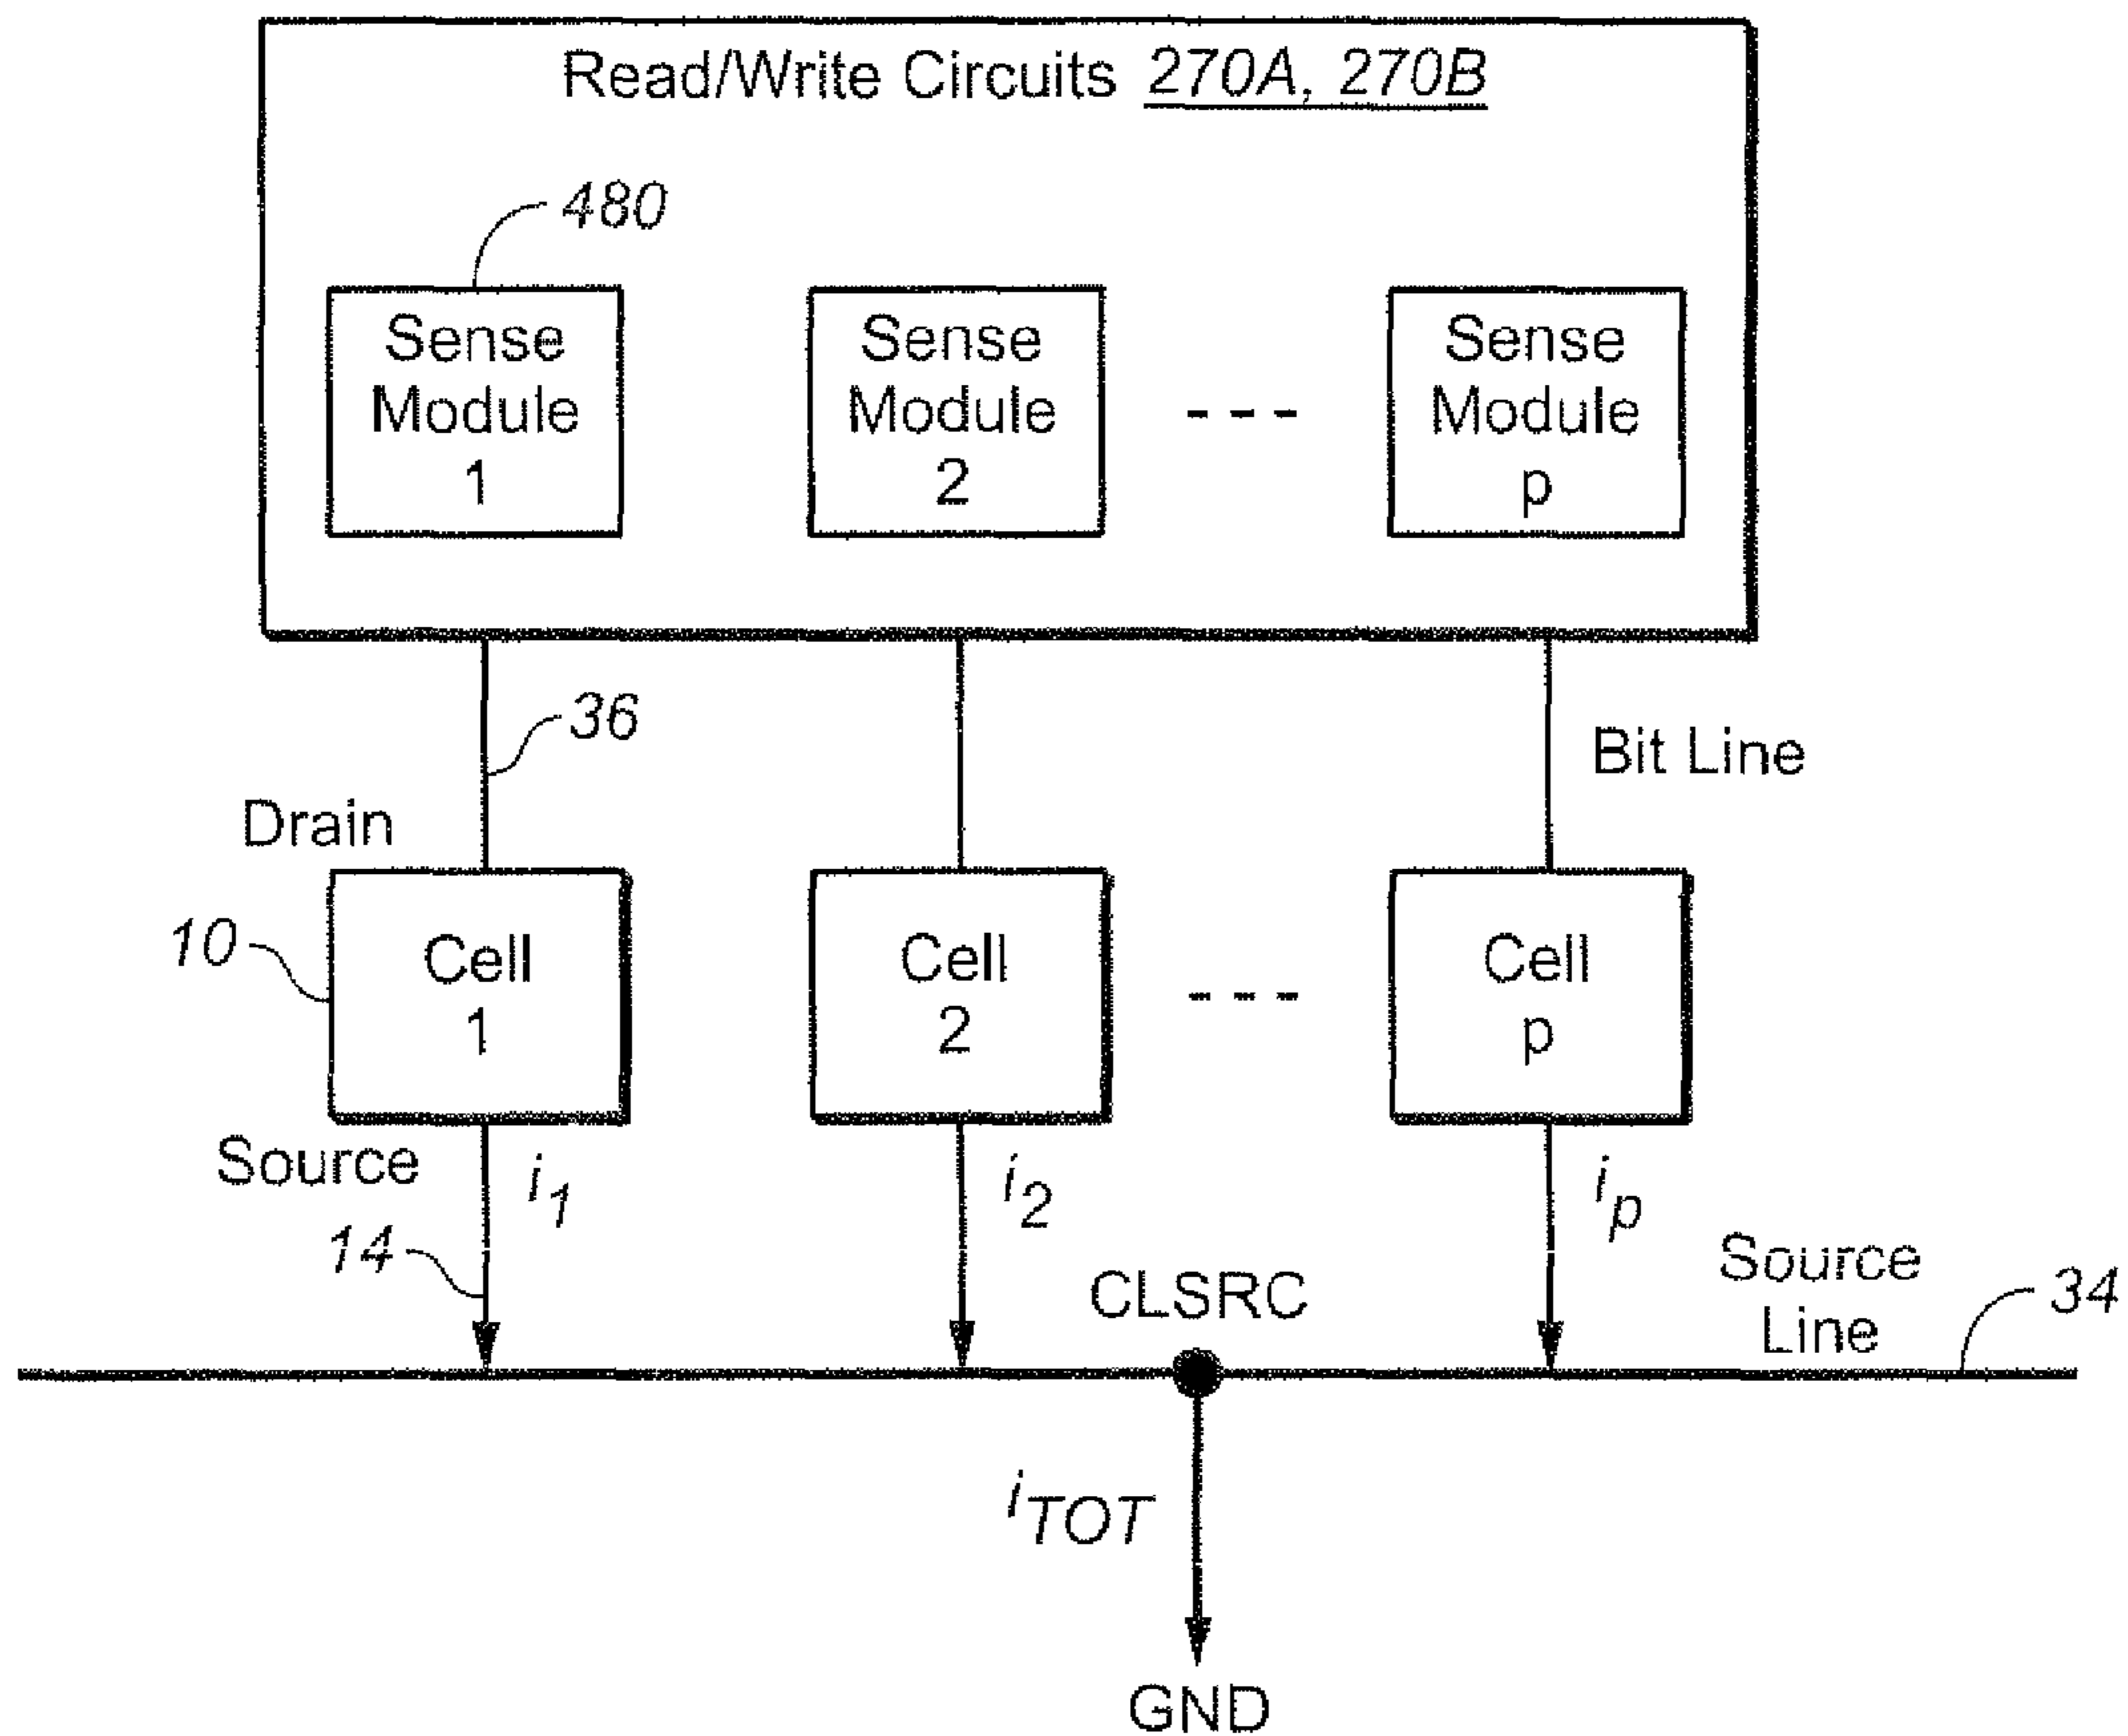 Read/Write Circuits 270A, 270B
480
Sense
Module
1
Sense
Module
2
Sense
Module
p
36
Bit Line
Drain
10
Cell
1
Cell
2
Cell
p
Source
i1
i2
ip
14
CLSRC
Source
Line
34
iTOT
GND